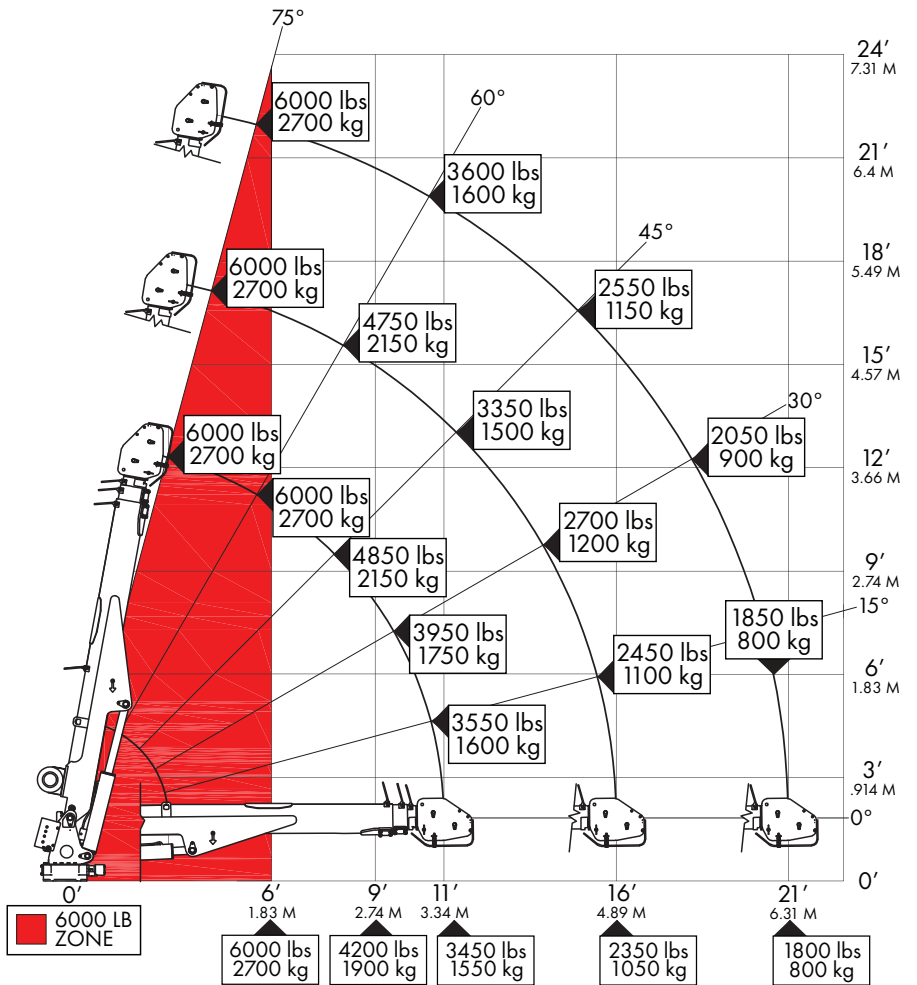 75°
24'
7.31 M
6000 lbs
2700 kg
60°
21'
6.4 M
3600 lbs
1600 kg
45°
18'
5.49 M
6000 lbs
2700 kg
2550 lbs
1150 kg
4750 lbs
2150 kg
15'
4.57 M
30°
3350 lbs
1500 kg
2050 lbs
900 kg
6000 lbs
2700 kg
12'
3.66 M
6000 lbs
2700 kg
2700 lbs
1200 kg
4850 lbs
2150 kg
9'
2.74 M
15°
1850 lbs
800 kg
3950 lbs
1750 kg
2450 lbs
1100 kg
6'
1.83 M
3550 lbs
1600 kg
3'
.914 M
0°
0'
0'
6'
9'
11'
16'
21'
1.83 M
2.74 M
3.34 M
4.89 M
6.31 M
6000 LB
ZONE
6000 lbs
2700 kg
4200 lbs
1900 kg
3450 lbs
1550 kg
2350 lbs
1050 kg
1800 lbs
800 kg